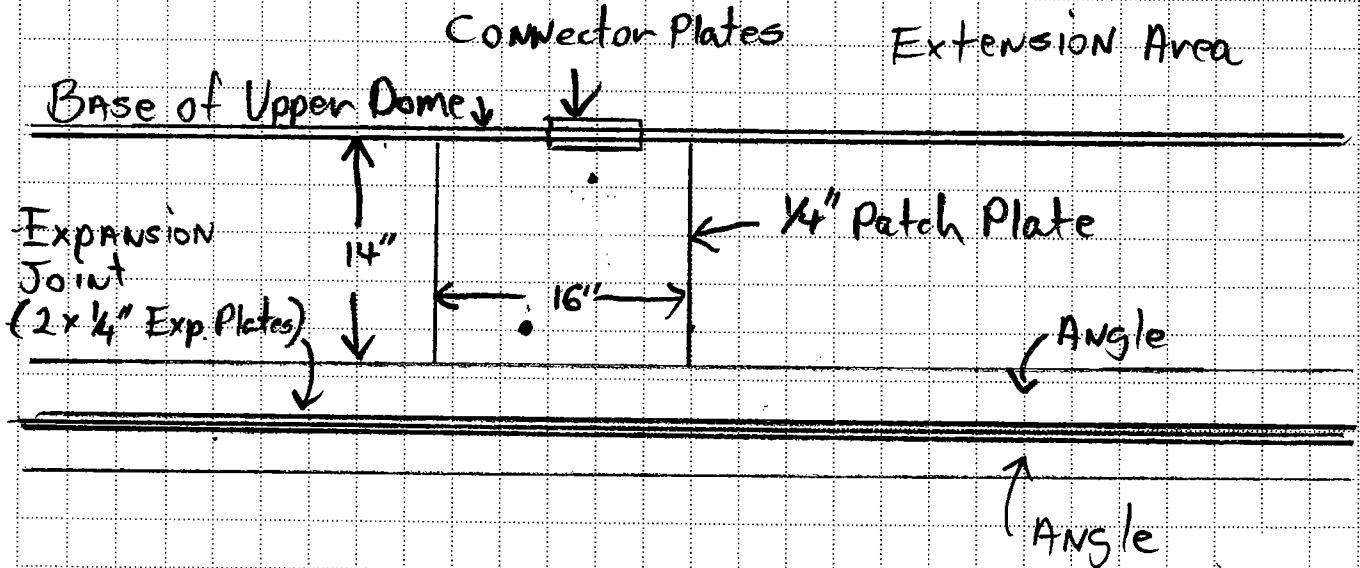 Connector Plates
Extension Area
Base of Upper Dome
Expansion
Joint
(2 x 1/4" Exp. Plates)
14"
1/4" Patch Plate
16"
Angle
Angle